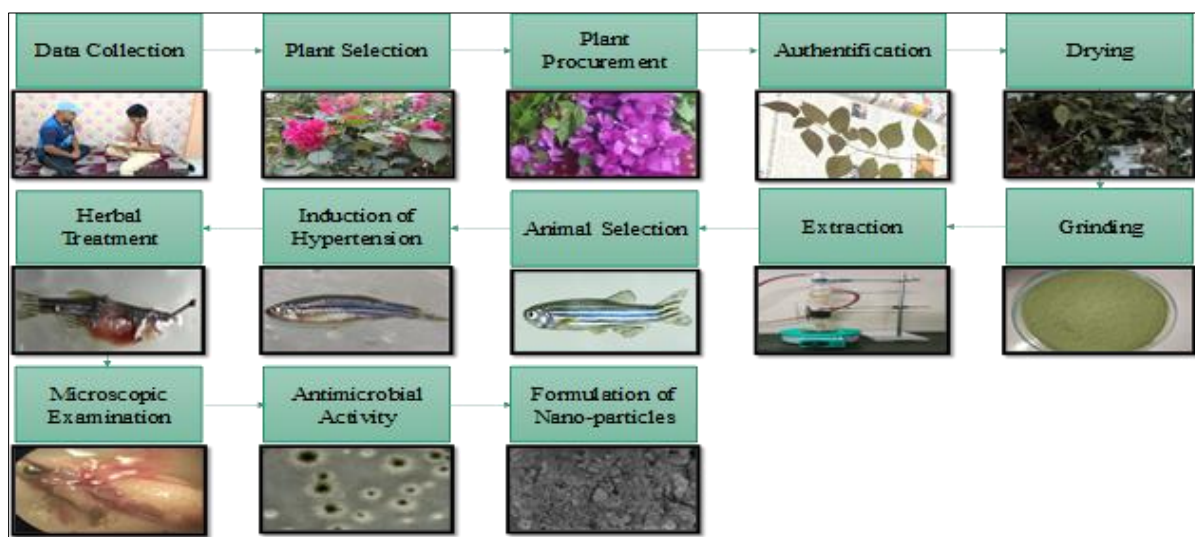 Data Collection
Plant Selection
Plant
Procurement
Authentification
Drying
Herbal
Treatment
Induction of
Hypertension
Animal Selection
Extraction
Grinding
Microscopic
Examination
Antimicrobial
Activity
Formulation of
Nano-particles